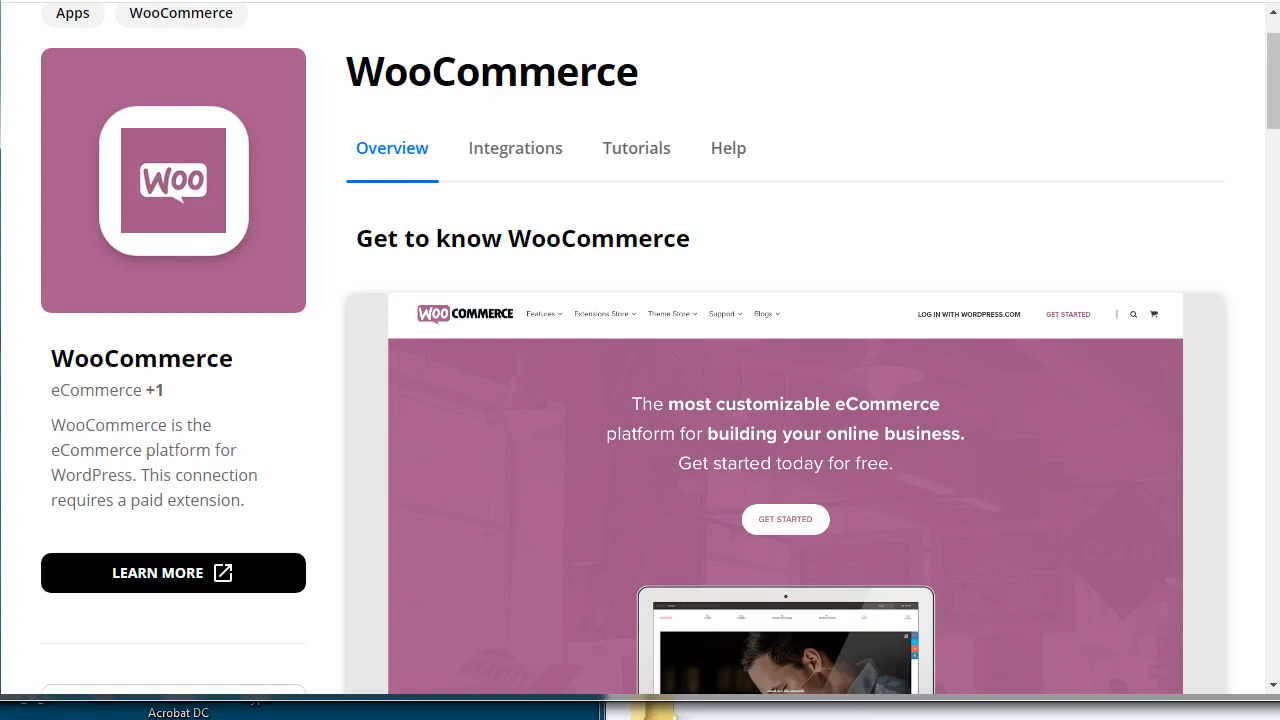 Apps
WooCommerce
Woo
WooCommerce
Overview
Integrations
Tutorials
Help
Get to know WooCommerce
WooCommerce
eCommerce +1
WooCommerce is the
eCommerce platform for
WordPress. This connection
requires a paid extension.
LEARN MORE
WOO COMMERCE
Features
Extensions Store
Theme Store
Support
Blogs
LOG IN WITH WORDPRESS.COM
GET STARTED
The most customizable eCommerce
platform for building your online business.
Get started today for free.
GET STARTED
Acrobat DC